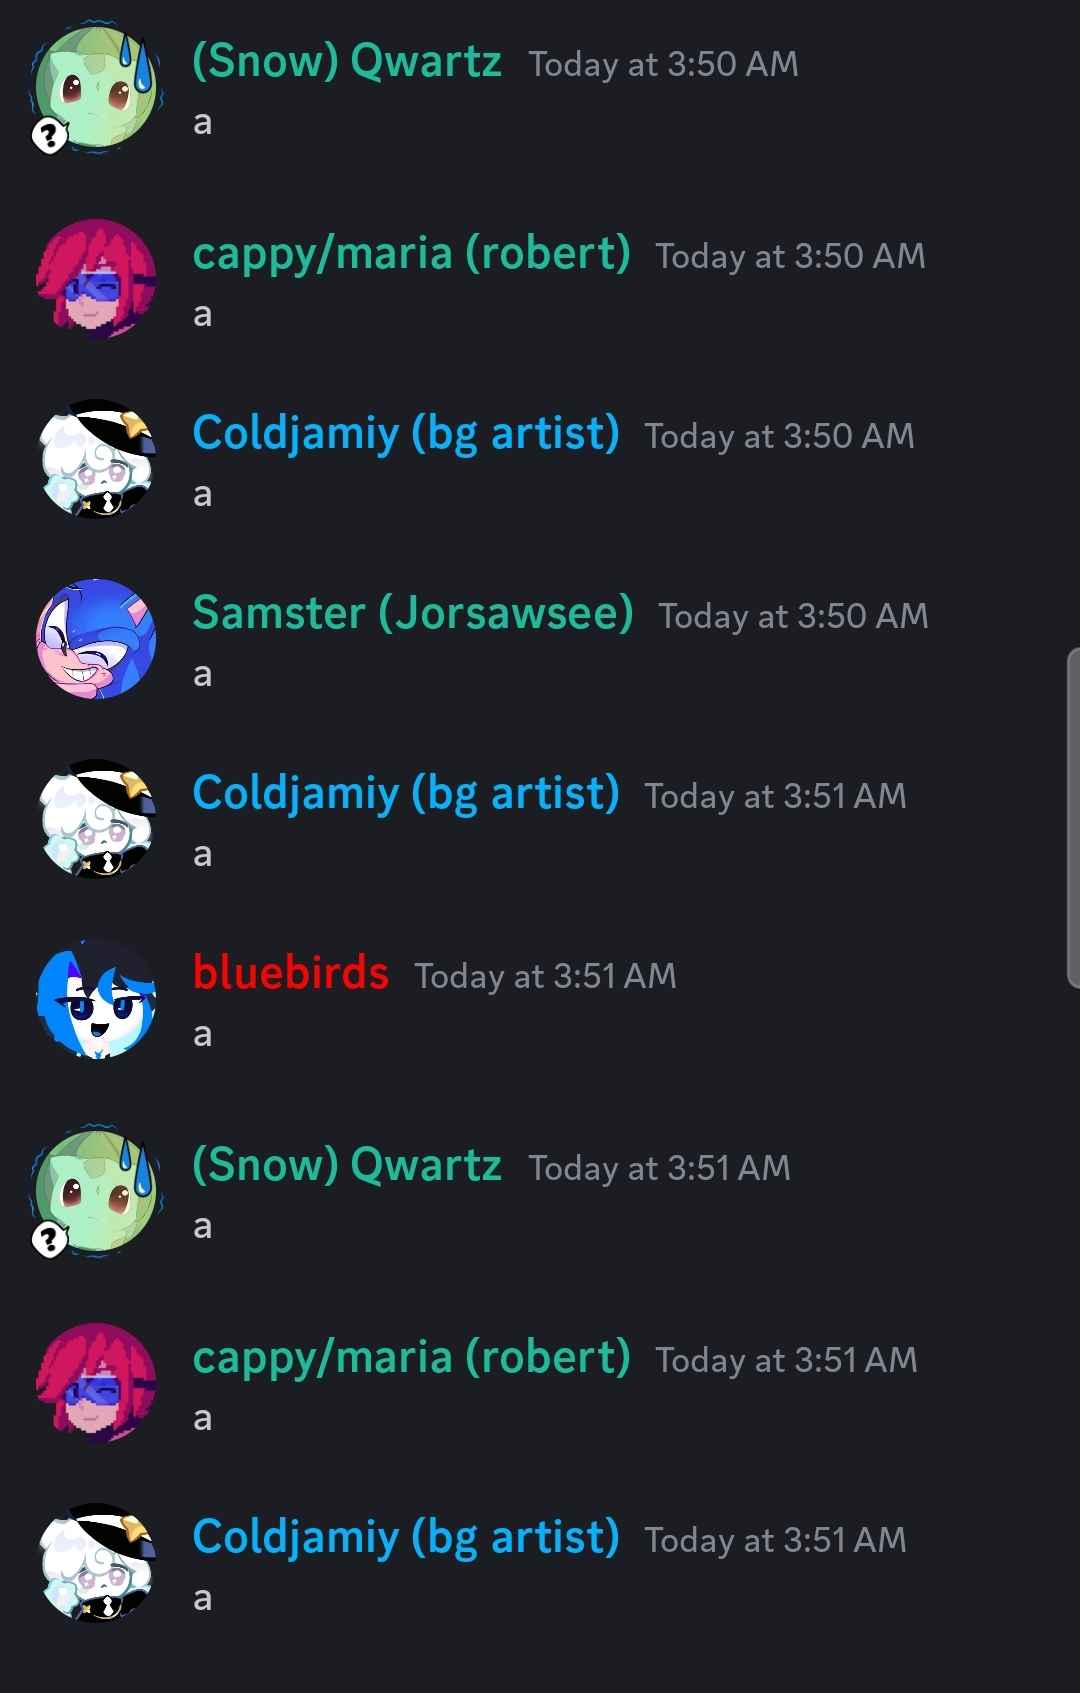 (Snow) Qwartz Today at 3:50 AM
a
?
cappy/maria (robert) Today at 3:50 AM
a
Coldjamiy (bg artist) Today at 3:50 AM
a
Samster (Jorsawsee) Today at 3:50 AM
a
Coldjamiy (bg artist) Today at 3:51 AM
a
bluebirds Today at 3:51 AM
a
(Snow) Qwartz Today at 3:51 AM
a
?
cappy/maria (robert) Today at 3:51 AM
a
Coldjamiy (bg artist) Today at 3:51 AM
a